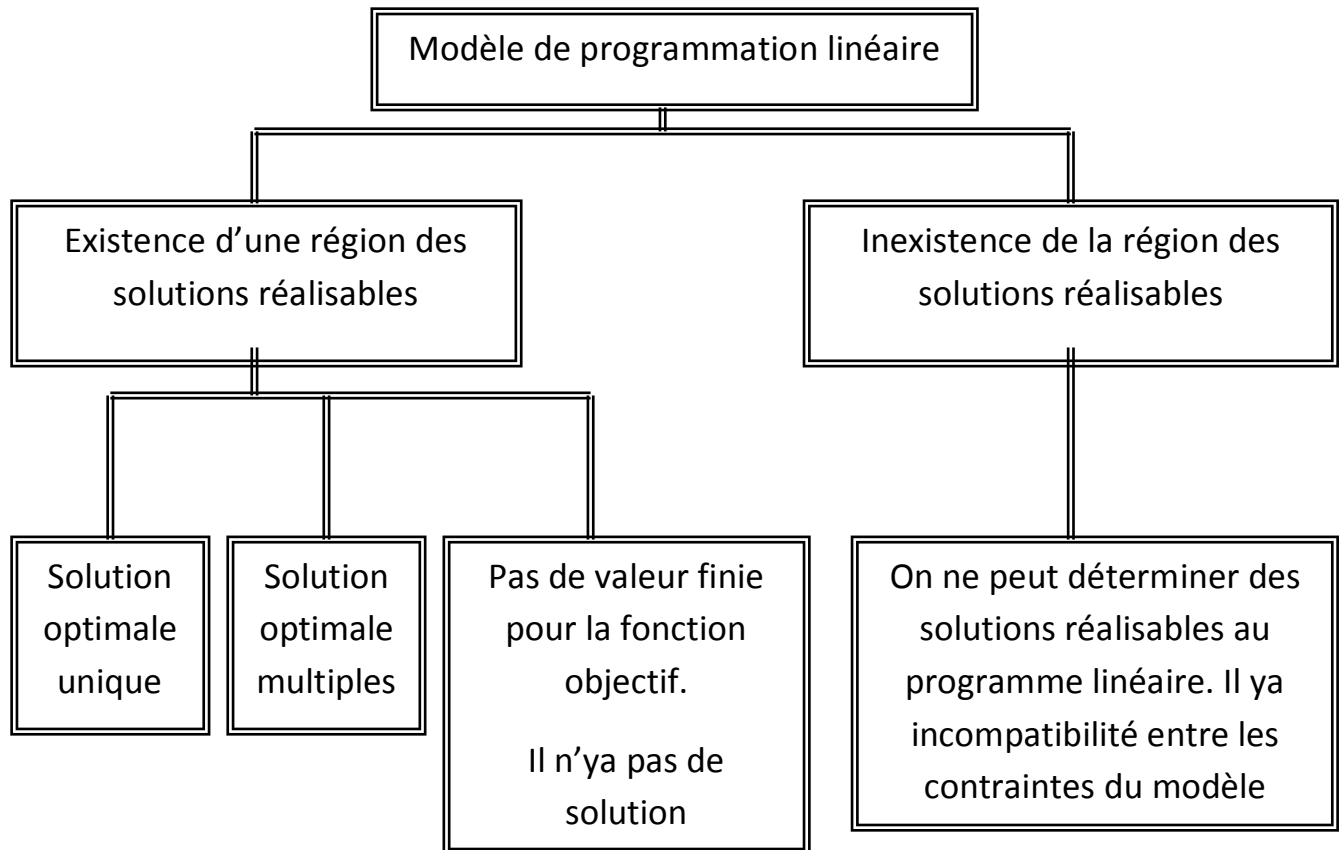 Modèle de programmation linéaire
Existence d’une région des
solutions réalisables
Inexistence de la région des
solutions réalisables
Solution
optimale
unique
Solution
optimale
multiples
Pas de valeur finie
pour la fonction
objectif.
Il n’ya pas de
solution
On ne peut déterminer des
solutions réalisables au
programme linéaire. Il ya
incompatibilité entre les
contraintes du modèle